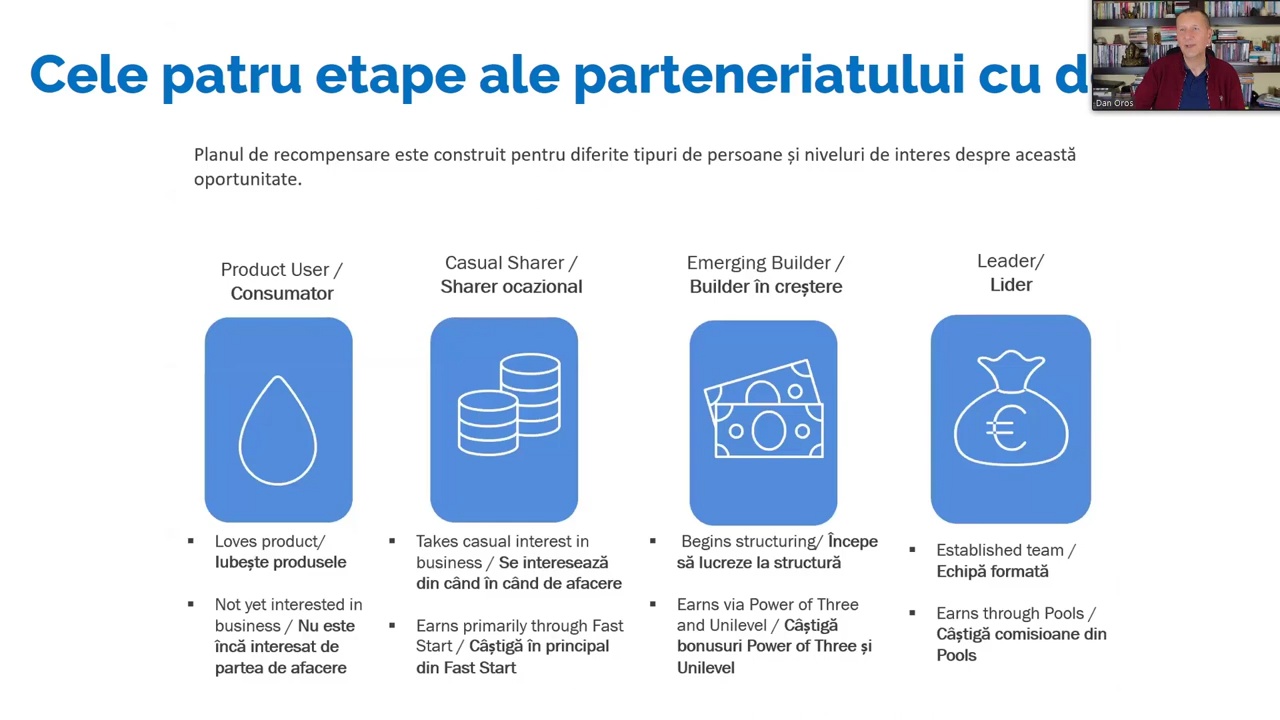 Cele patru etape ale parteneriatului cu
Dan Oros
Planul de recompensare este construit pentru diferite tipuri de persoane și niveluri de interes despre această
oportunitate.
Product User /
Consumator
Casual Sharer /
Sharer ocazional
Emerging Builder /
Builder în creștere
Leader/
Lider
▪ Loves product/
Iubește produsele
▪ Not yet interested in
business / Nu este
încă interesat de
partea de afacere
▪ Takes casual interest in
business / Se interesează
din când în când de afacere
▪ Earns primarily through Fast
Start / Câștigă în principal
din Fast Start
▪ Begins structuring/ Începe
să lucreze la structură
▪ Earns via Power of Three
and Unilevel / Câștigă
bonusuri Power of Three și
Unilevel
▪ Established team /
Echipă formată
▪ Earns through Pools /
Câștigă comisioane din
Pools